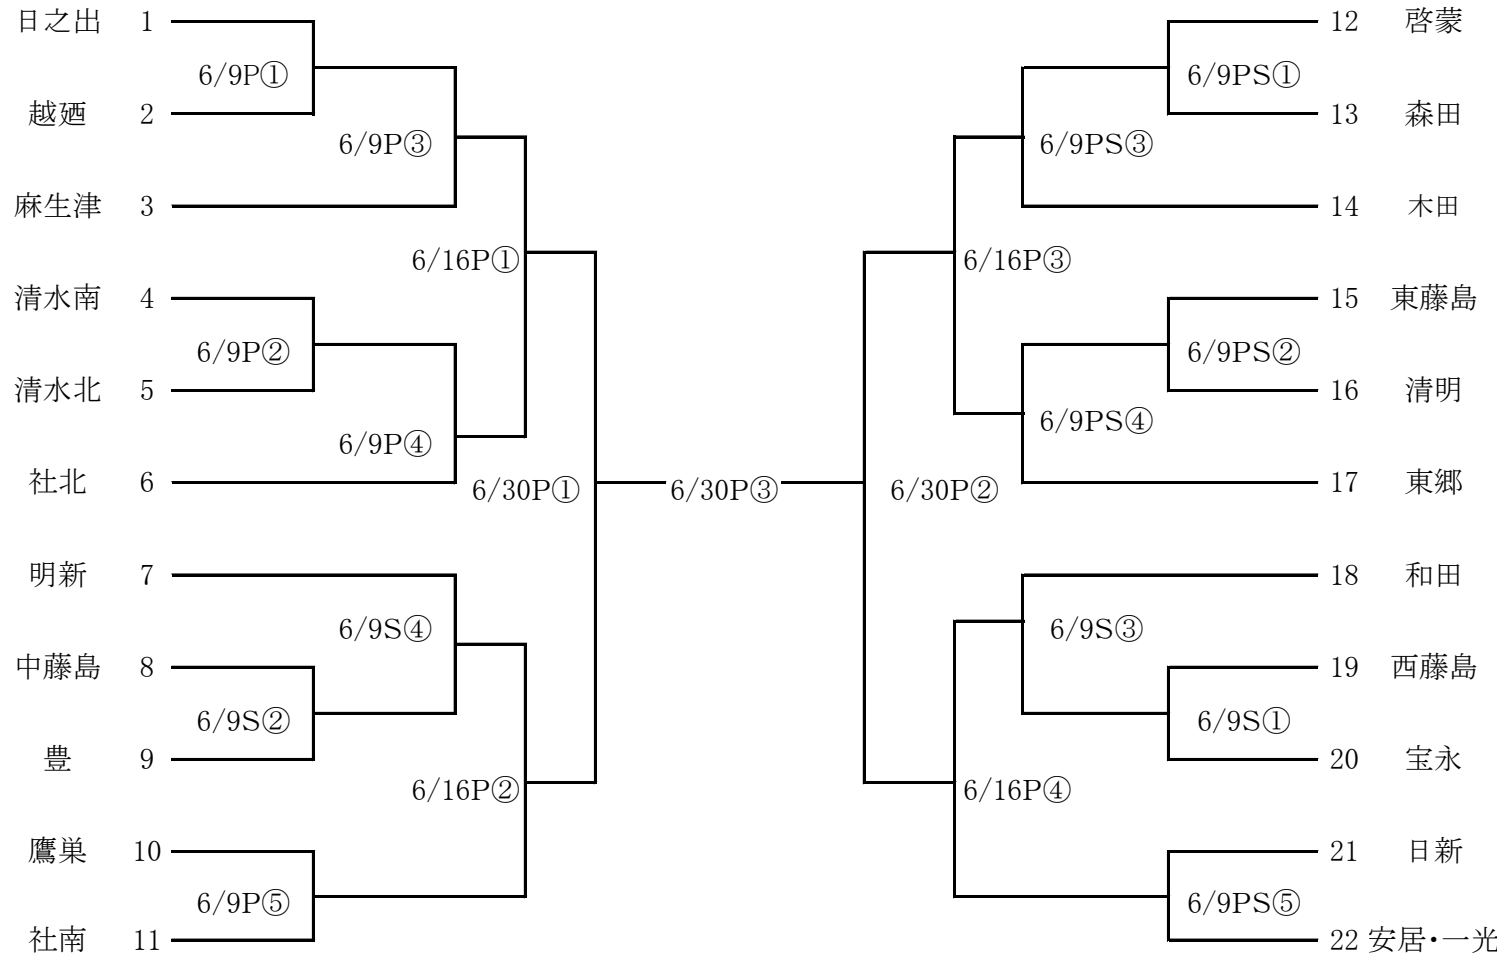 日之出 1
6/9P①
越廼 2
6/9P③
麻生津 3
6/16P①
清水南 4
6/9P②
清水北 5
6/9P④
社北 6
6/30P①
明新 7
6/9S④
中藤島 8
6/9S②
豊 9
6/16P②
鷹巣 10
6/9P⑤
社南 11
6/30P③
12 啓蒙
6/9PS①
13 森田
6/9PS③
14 木田
6/16P③
15 東藤島
6/9PS②
16 清明
6/9PS④
17 東郷
6/30P②
18 和田
6/9S③
19 西藤島
6/9S①
20 宝永
6/16P④
21 日新
6/9PS⑤
22 安居・一光